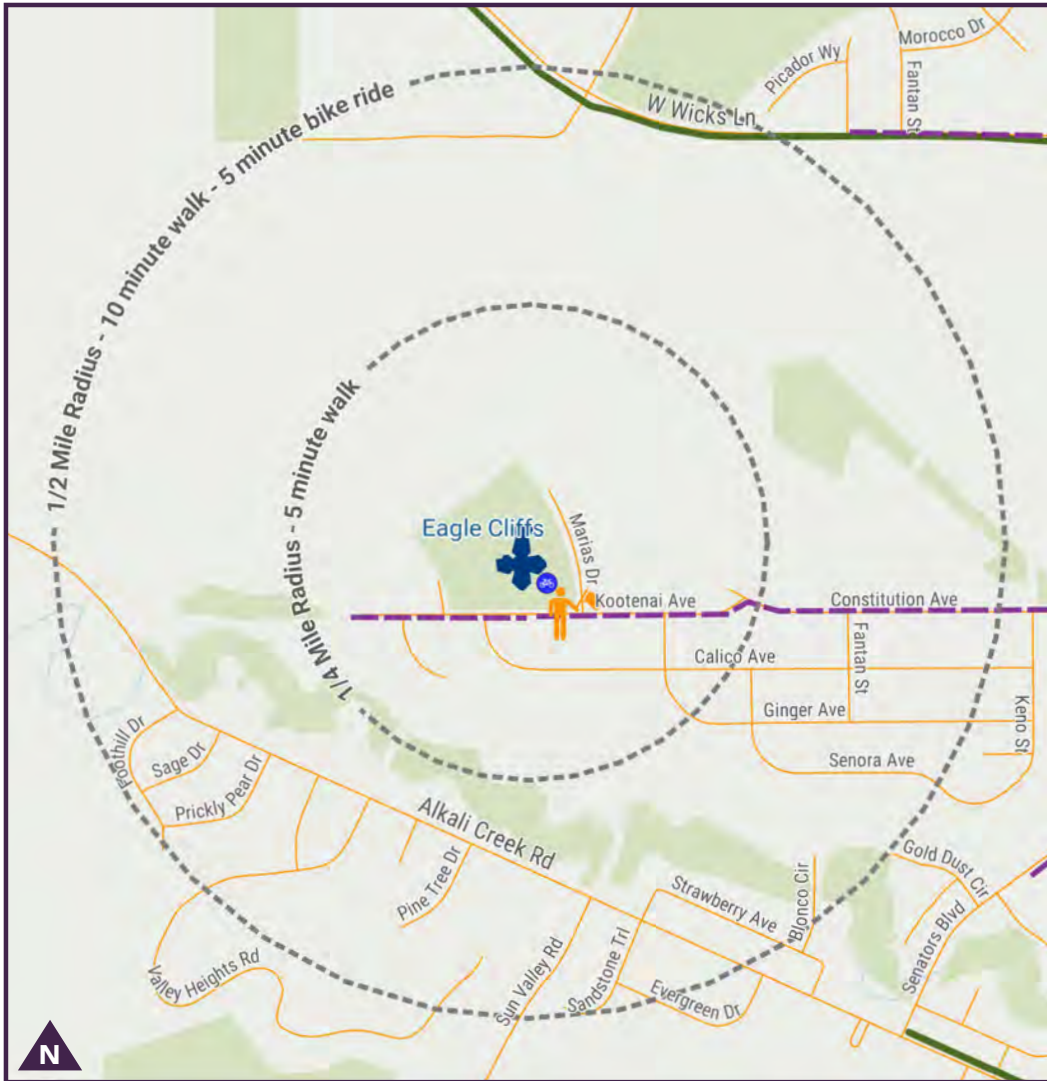 Morocco Dr
Picador Wy
Fantan St
W Wicks Ln
1/2 Mile Radius - 10 minute walk - 5 minute bike ride
1/4 Mile Radius - 5 minute walk
Eagle Cliffs
Marias Dr
Kootenai Ave
Constitution Ave
Fantan St
Calico Ave
Ginger Ave
Keno St
Senora Ave
Foothill Dr
Sage Dr
Prickly Pear Dr
Alkali Creek Rd
Pine Tree Dr
Gold Dust Cir
Strawberry Ave
Blonco Cir
Senators Blvd
Valley Heights Rd
Sun Valley Rd
Sandstone Trl
Evergreen Dr
N